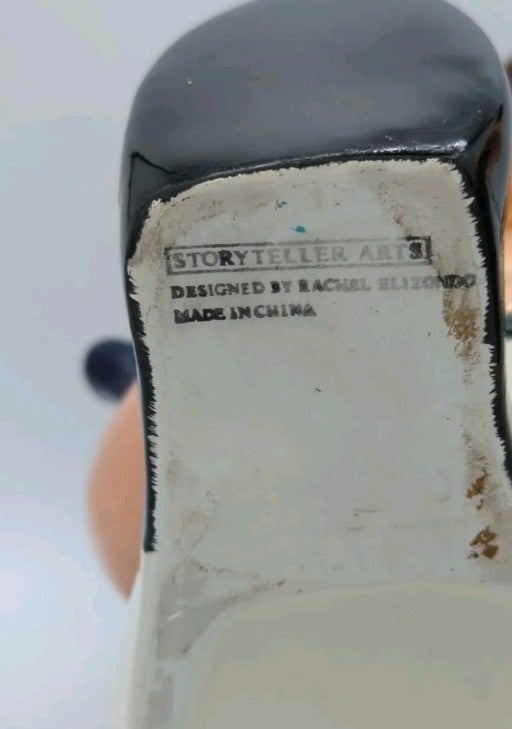 STORYTELLER ARTS
DESIGNED BY RACHEL ELIZONDO
MADE IN CHINA